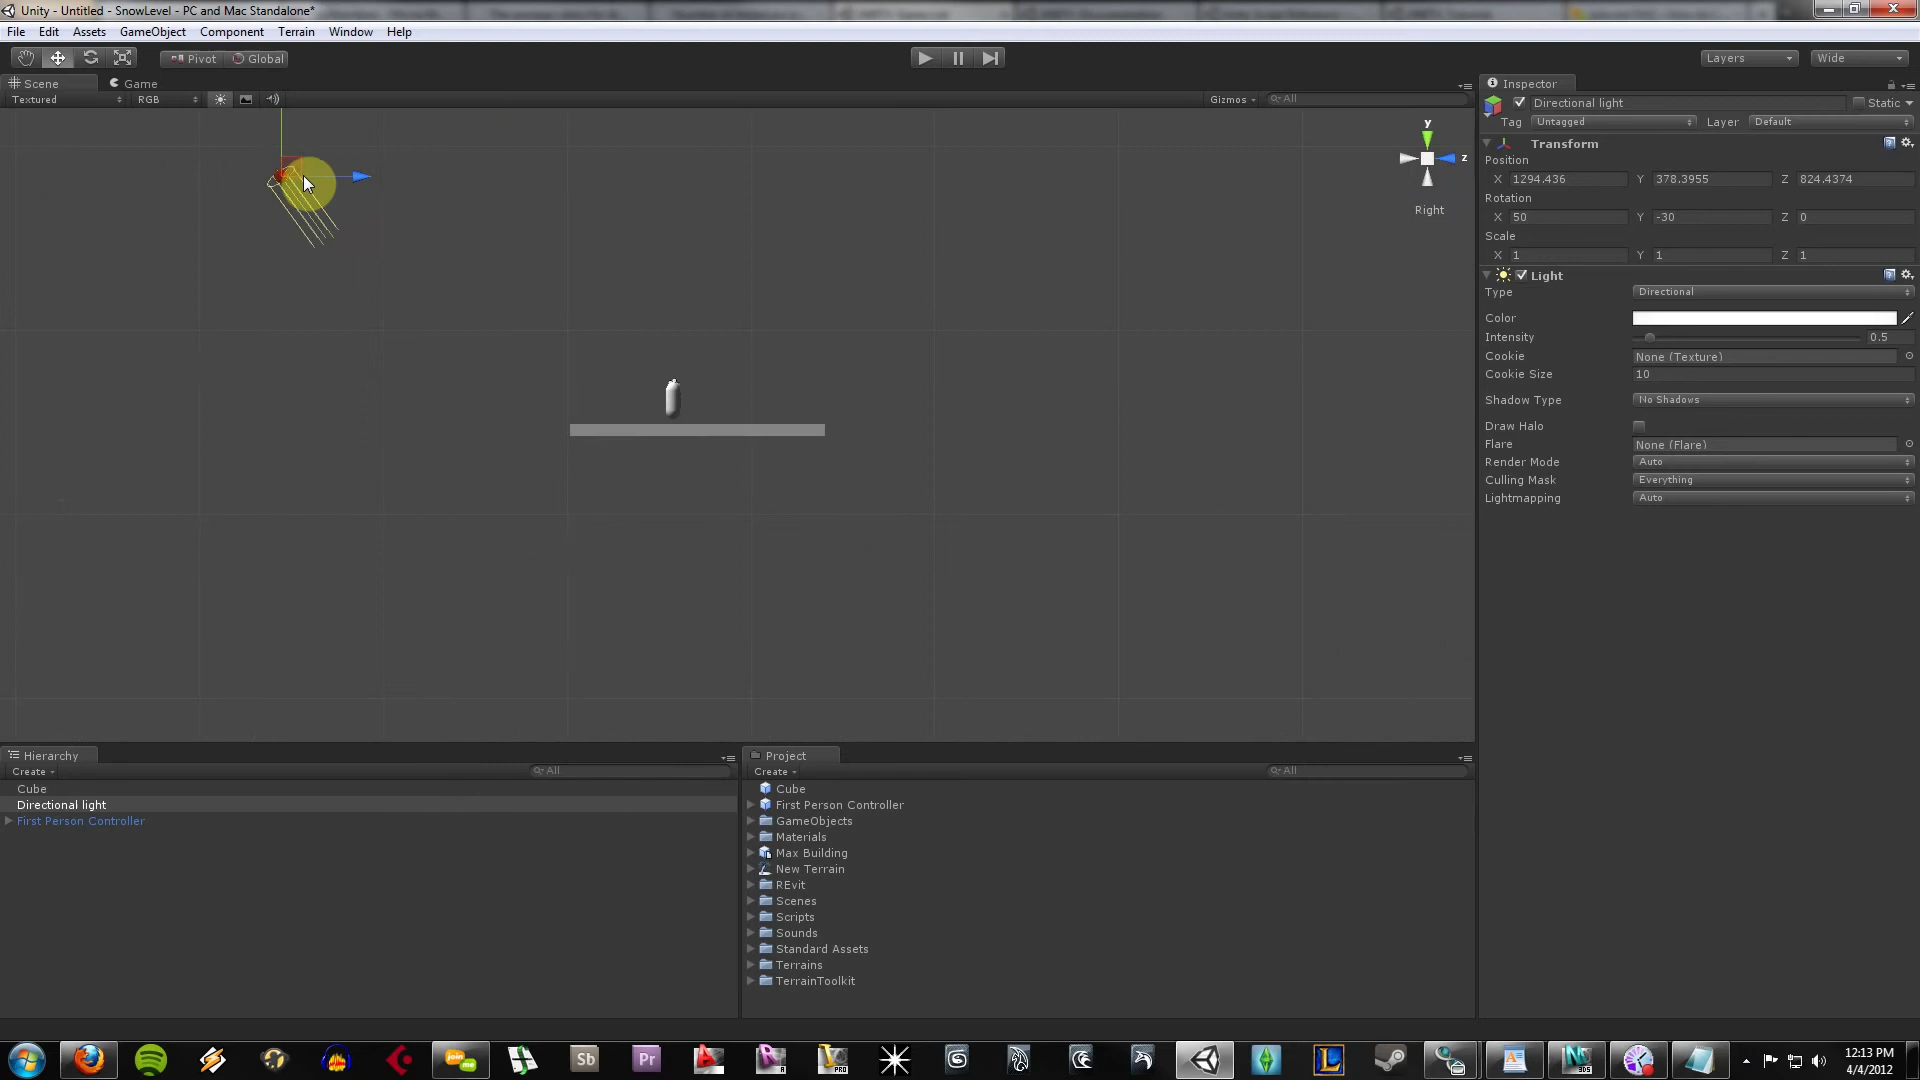 Unity - Untitled - SnowLevel - PC and Mac Standalone*
File Edit Assets GameObject Component Terrain Window Help
Pivot Global Layers Wide
Scene Game
Textured RGB Gizmos All
y
z
Right
Inspector
Directional light Static
Tag Untagged Layer Default
Transform
Position
X 1294.436 Y 378.3955 Z 824.4374
Rotation
X 50 Y -30 Z 0
Scale
X 1 Y 1 Z 1
Light
Type Directional
Color
Intensity 0.5
Cookie None (Texture)
Cookie Size 10
Shadow Type No Shadows
Draw Halo
Flare None (Flare)
Render Mode Auto
Culling Mask Everything
Lightmapping Auto
Hierarchy
Create All
Cube
Directional light
First Person Controller
Project
Create All
Cube
First Person Controller
GameObjects
Materials
Max Building
New Terrain
REvit
Scenes
Scripts
Sounds
Standard Assets
Terrains
TerrainToolkit
join me Sb Pr PRO L 3DS
12:13 PM
4/4/2012